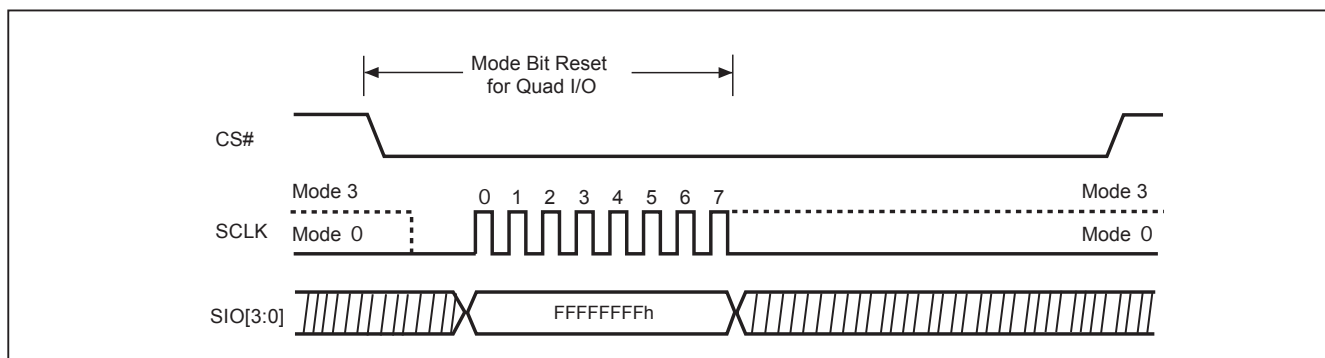 Mode Bit Reset
for Quad I/O
CS#
Mode 3
0 1 2 3 4 5 6 7
Mode 3
SCLK
Mode 0
Mode 0
SIO[3:0]
FFFFFFFFh